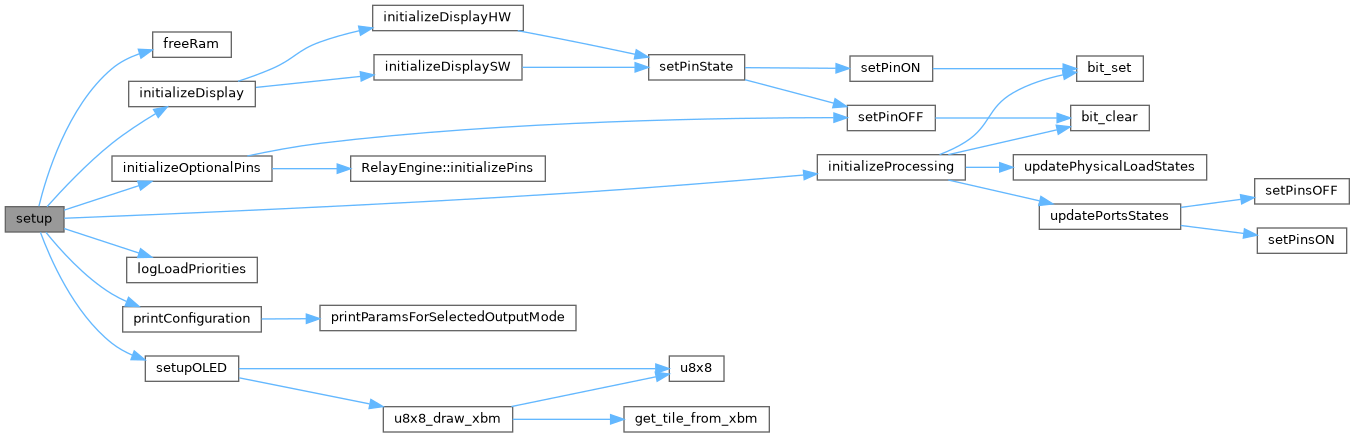 setup
freeRam
initializeDisplay
initializeDisplayHW
initializeDisplaySW
setPinState
setPinON
setPinOFF
bit_set
bit_clear
initializeOptionalPins
RelayEngine::initializePins
initializeProcessing
updatePhysicalLoadStates
updatePortsStates
setPinsOFF
setPinsON
logLoadPriorities
printConfiguration
printParamsForSelectedOutputMode
setupOLED
u8x8
u8x8_draw_xbm
get_tile_from_xbm